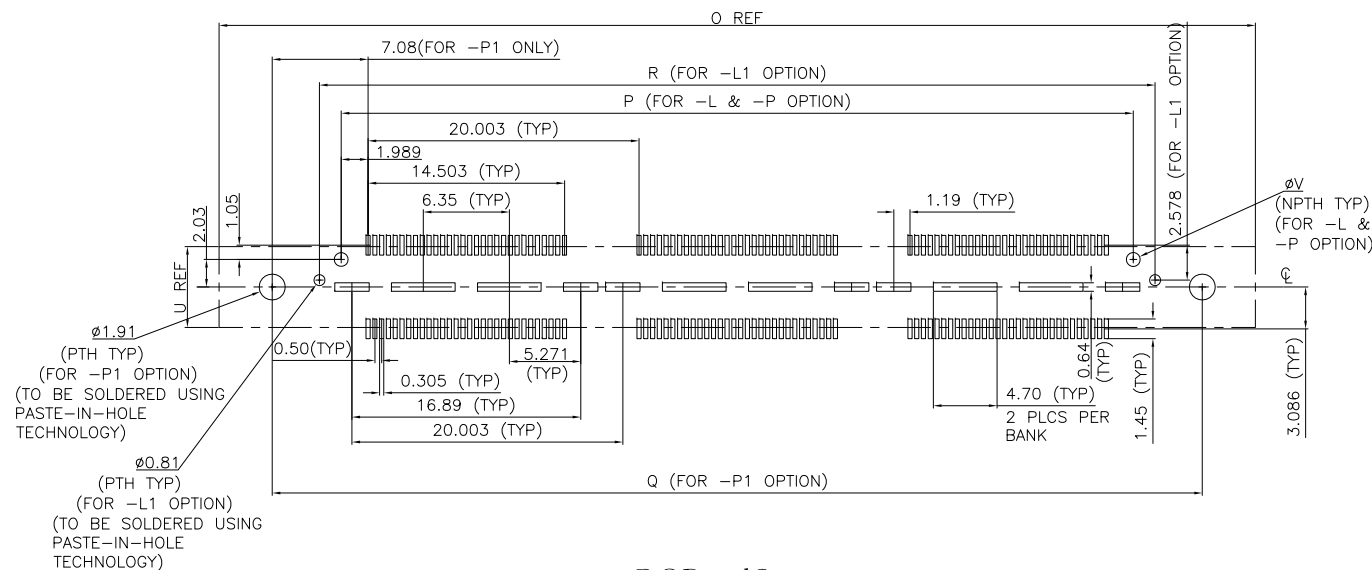 O REF
7.08(FOR -P1 ONLY)
R (FOR -L1 OPTION)
P (FOR -L & -P OPTION)
20.003 (TYP)
1.989
14.503 (TYP)
6.35 (TYP)
1.19 (TYP)
2.578 (FOR -L1 OPTION)
øV
(NPTH TYP)
(FOR -L &
-P OPTION)
2.03
1.05
U REF
℄
ø1.91
(PTH TYP)
(FOR -P1 OPTION)
(TO BE SOLDERED USING
PASTE-IN-HOLE
TECHNOLOGY)
0.50(TYP)
0.305 (TYP)
5.271
(TYP)
16.89 (TYP)
20.003 (TYP)
0.64
(TYP)
4.70 (TYP)
2 PLCS PER
BANK
1.45 (TYP)
3.086 (TYP)
ø0.81
(PTH TYP)
(FOR -L1 OPTION)
(TO BE SOLDERED USING
PASTE-IN-HOLE
TECHNOLOGY)
Q (FOR -P1 OPTION)